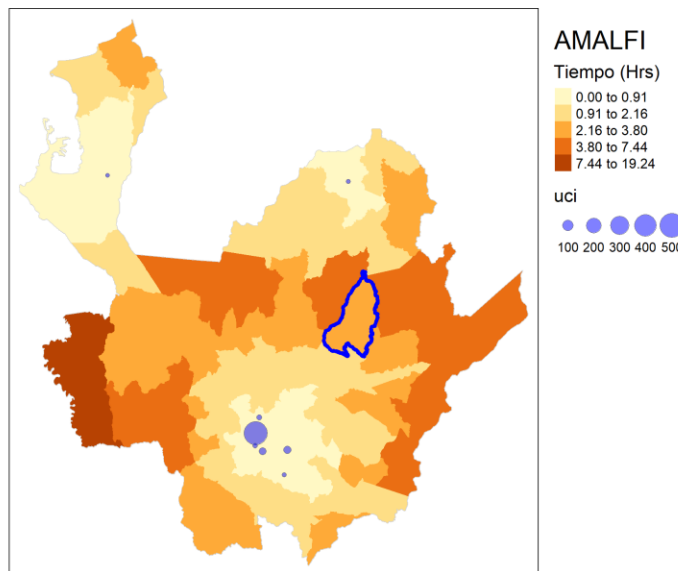 AMALFI
Tiempo (Hrs)
0.00 to 0.91
0.91 to 2.16
2.16 to 3.80
3.80 to 7.44
7.44 to 19.24
uci
100 200 300 400 500